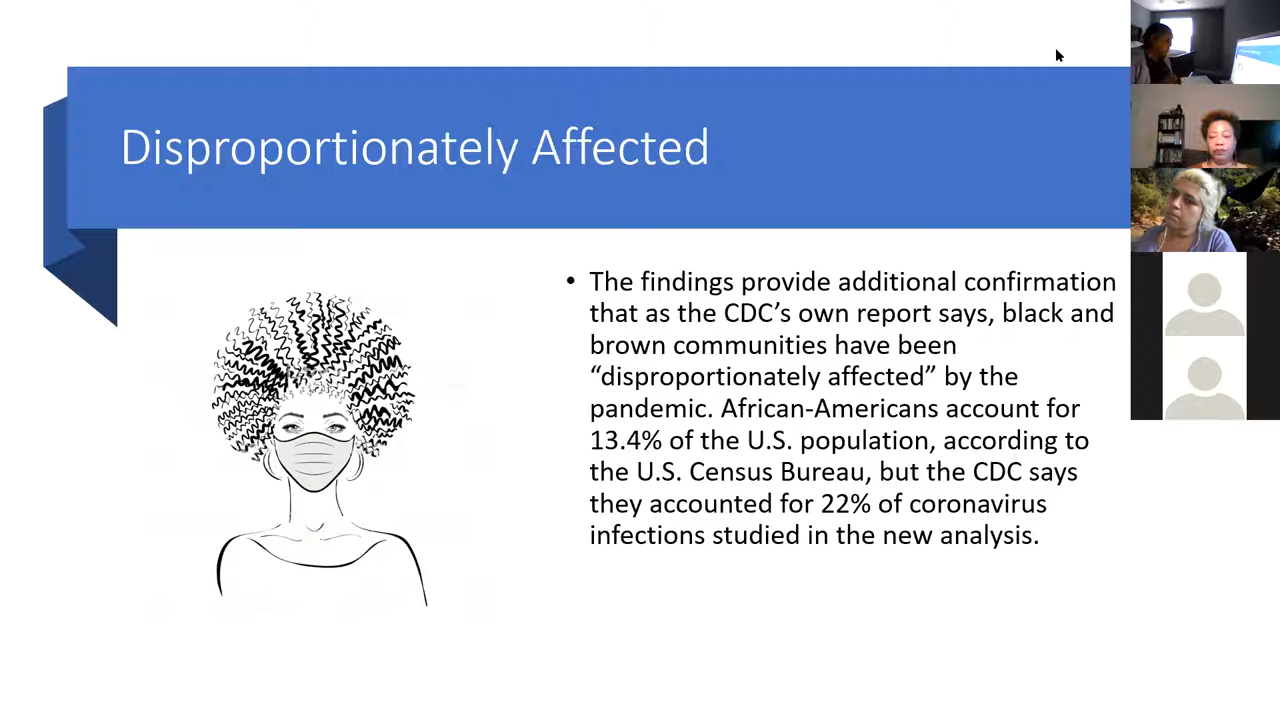 Disproportionately Affected
• The findings provide additional confirmation
that as the CDC’s own report says, black and
brown communities have been
“disproportionately affected” by the
pandemic. African-Americans account for
13.4% of the U.S. population, according to
the U.S. Census Bureau, but the CDC says
they accounted for 22% of coronavirus
infections studied in the new analysis.